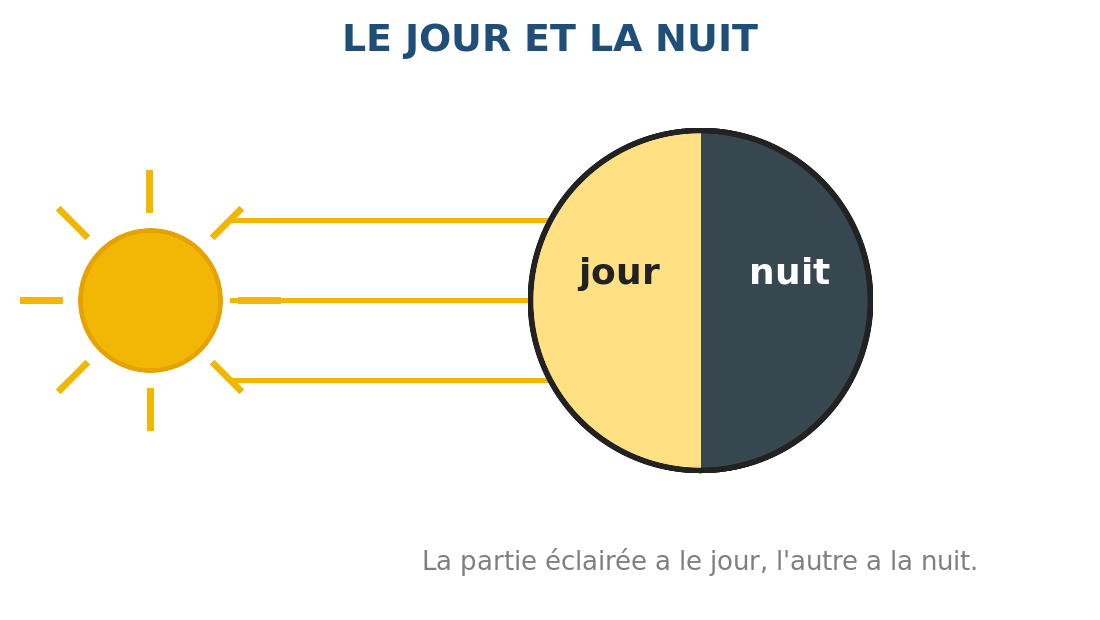 LE JOUR ET LA NUIT
jour
nuit
La partie éclairée a le jour, l'autre a la nuit.